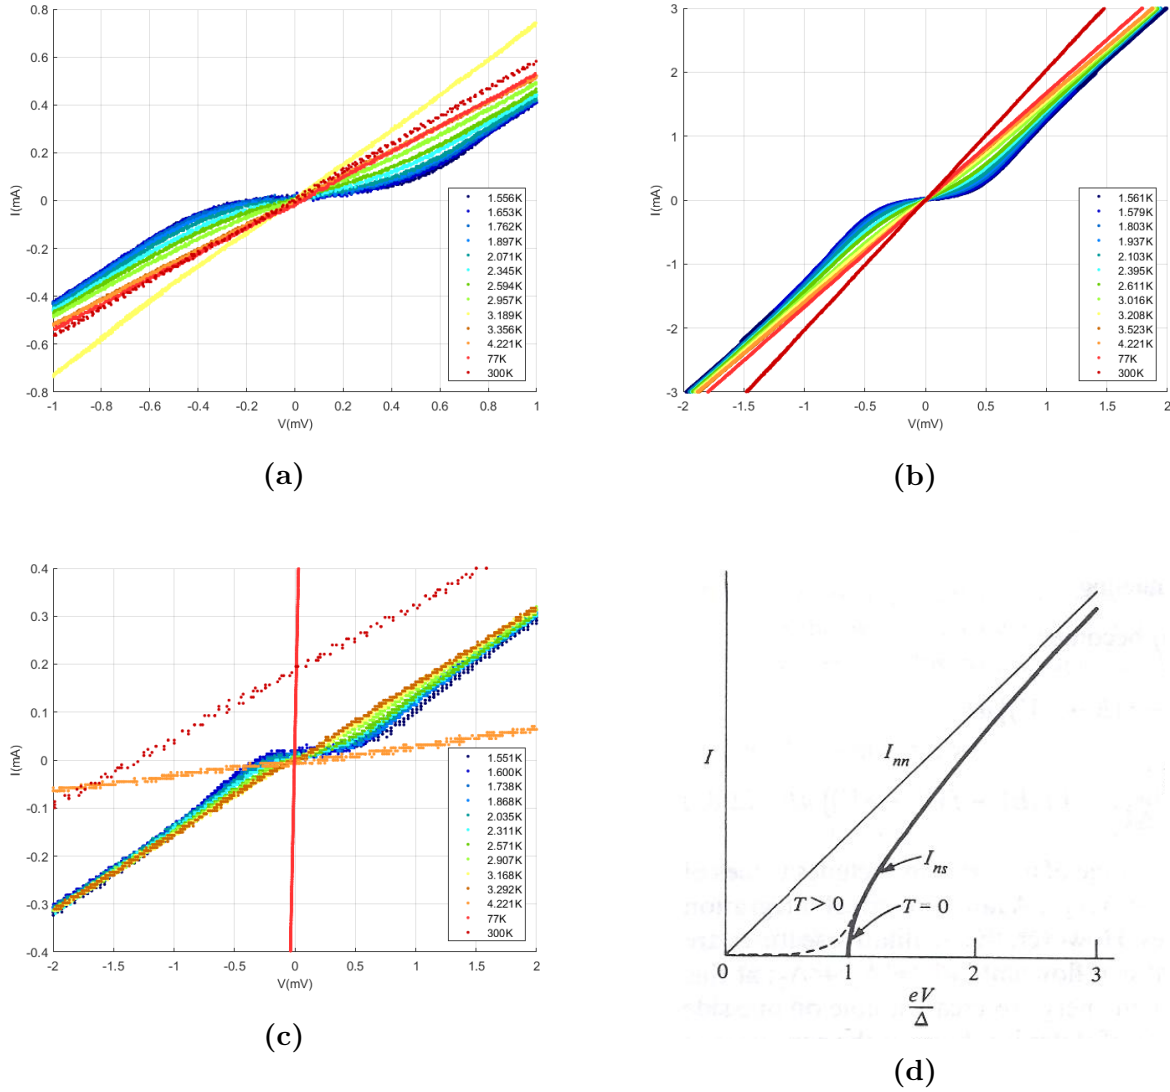 0.8
0.6
0.4
0.2
0
-0.2
-0.4
-0.6
-0.8
I(mA)
-1
-0.8
-0.6
-0.4
-0.2
0
0.2
0.4
0.6
0.8
1
V(mV)
1.556K
1.653K
1.762K
1.897K
2.071K
2.345K
2.594K
2.957K
3.189K
3.356K
4.221K
77K
300K
(a)
3
2
1
0
-1
-2
-3
I(mA)
-2
-1.5
-1
-0.5
0
0.5
1
1.5
2
V(mV)
1.561K
1.579K
1.803K
1.937K
2.103K
2.395K
2.611K
3.016K
3.208K
3.523K
4.221K
77K
300K
(b)
0.4
0.3
0.2
0.1
0
-0.1
-0.2
-0.3
-0.4
I(mA)
-2
-1.5
-1
-0.5
0
0.5
1
1.5
2
V(mV)
1.551K
1.600K
1.738K
1.868K
2.035K
2.311K
2.571K
2.907K
3.168K
3.292K
4.221K
77K
300K
(c)
I
I_nn
I_ns
T > 0
T = 0
0
1
2
3
eV
Δ
(d)